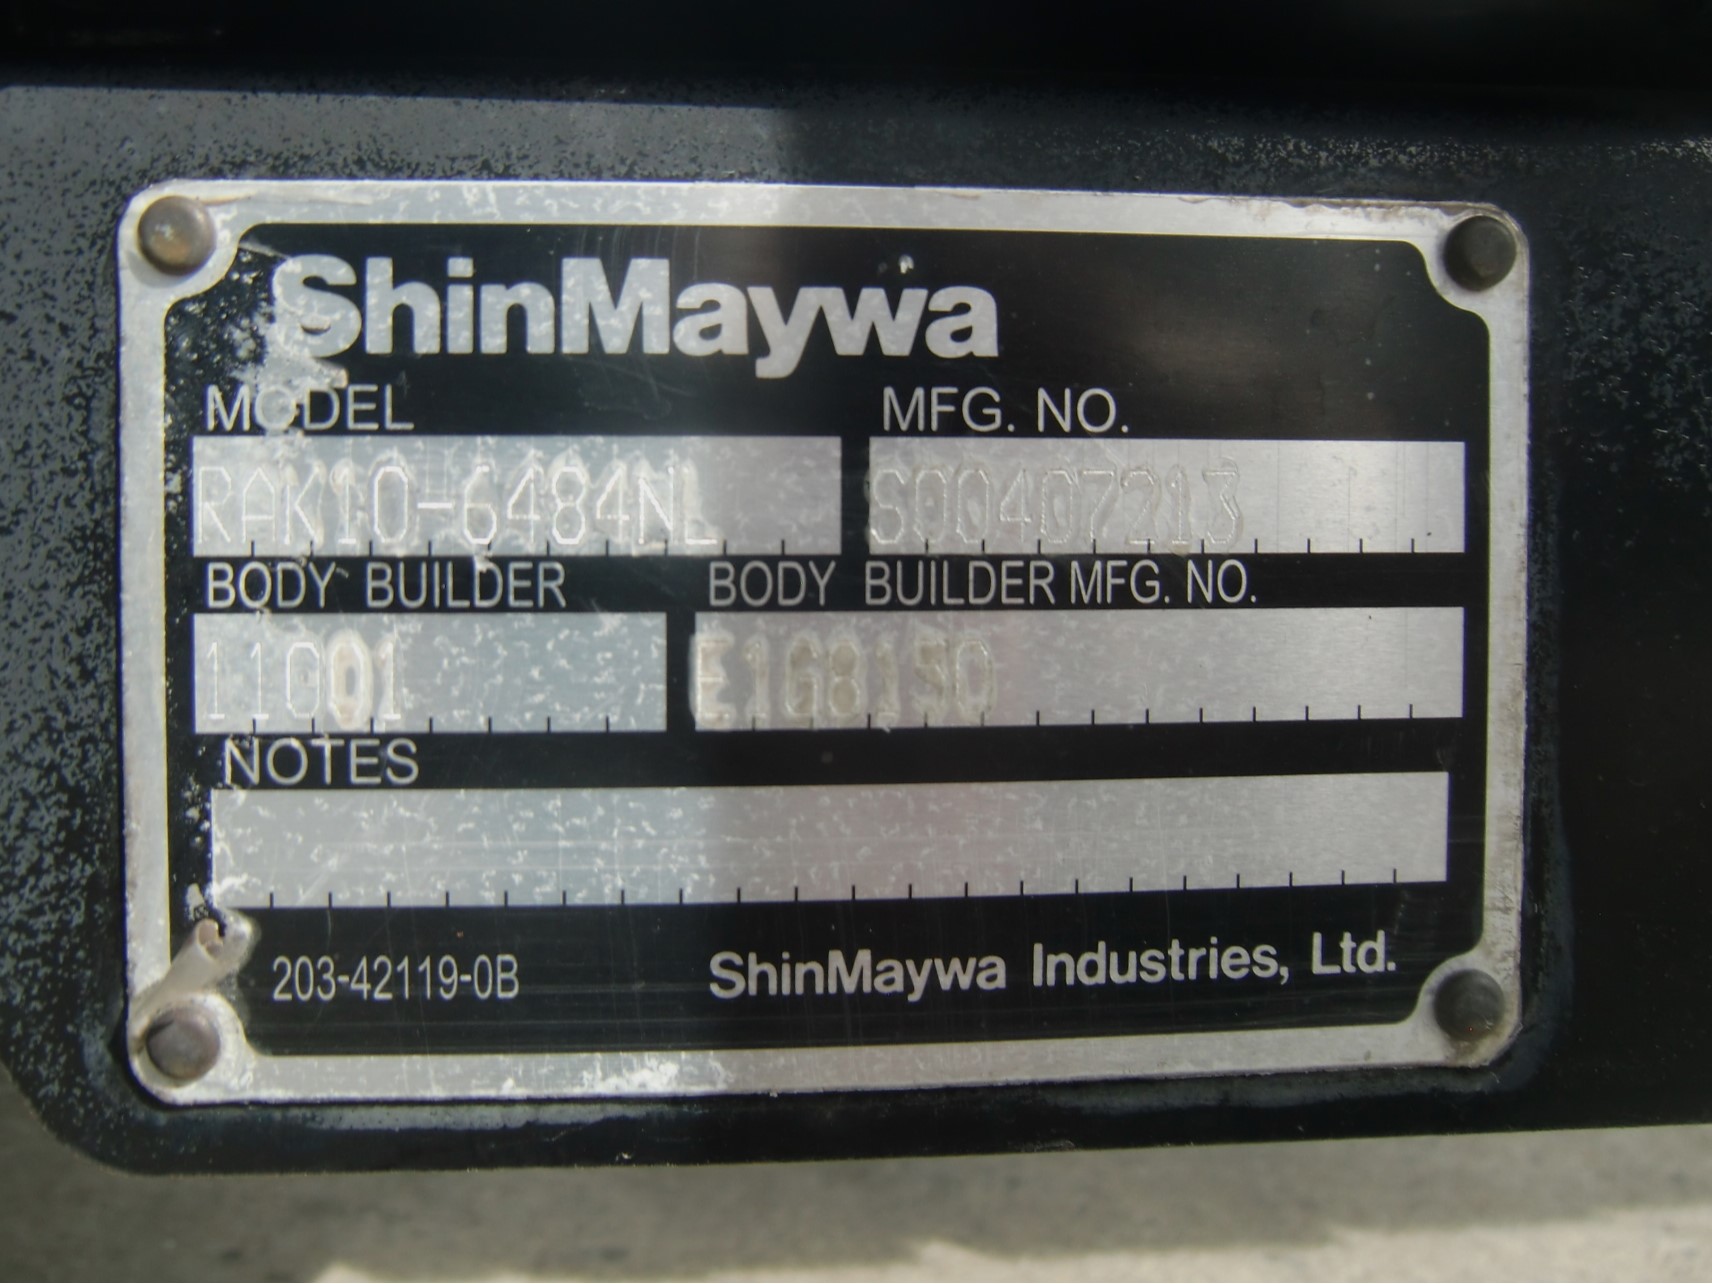 ShinMaywa
MODEL MFG. NO.
RAK10-6484NL S00407213
BODY BUILDER BODY BUILDER MFG. NO.
11001 E1G8150
NOTES
203-42119-0B ShinMaywa Industries, Ltd.